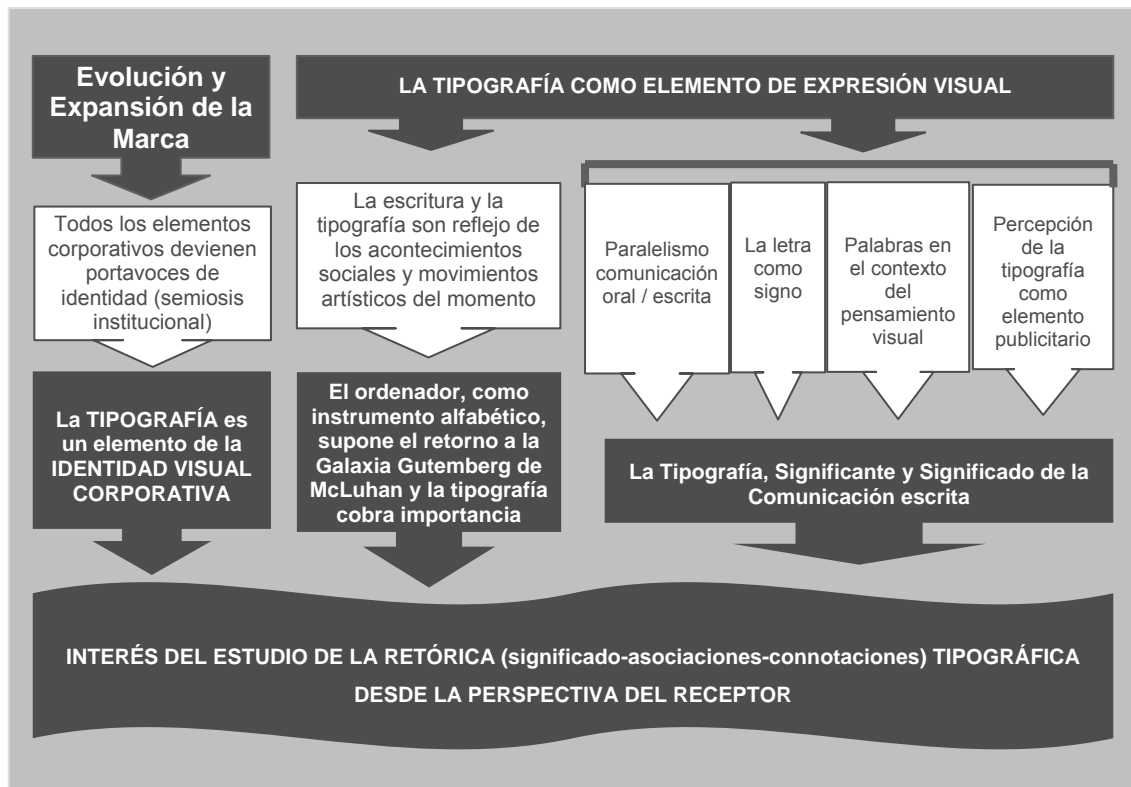 Evolución y
Expansión de la
Marca
LA TIPOGRAFÍA COMO ELEMENTO DE EXPRESIÓN VISUAL
Todos los elementos
corporativos devienen
portavoces de
identidad (semiosis
institucional)
La escritura y la
tipografía son reflejo de
los acontecimientos
sociales y movimientos
artísticos del momento
Paralelismo
comunicación
oral / escrita
La letra
como
signo
Palabras en
el contexto
del
pensamiento
visual
Percepción
de la
tipografía
como
elemento
publicitario
La TIPOGRAFÍA es
un elemento de la
IDENTIDAD VISUAL
CORPORATIVA
El ordenador, como
instrumento alfabético,
supone el retorno a la
Galaxia Gutemberg de
McLuhan y la tipografía
cobra importancia
La Tipografía, Significante y Significado de la
Comunicación escrita
INTERÉS DEL ESTUDIO DE LA RETÓRICA (significado-asociaciones-connotaciones) TIPOGRÁFICA
DESDE LA PERSPECTIVA DEL RECEPTOR